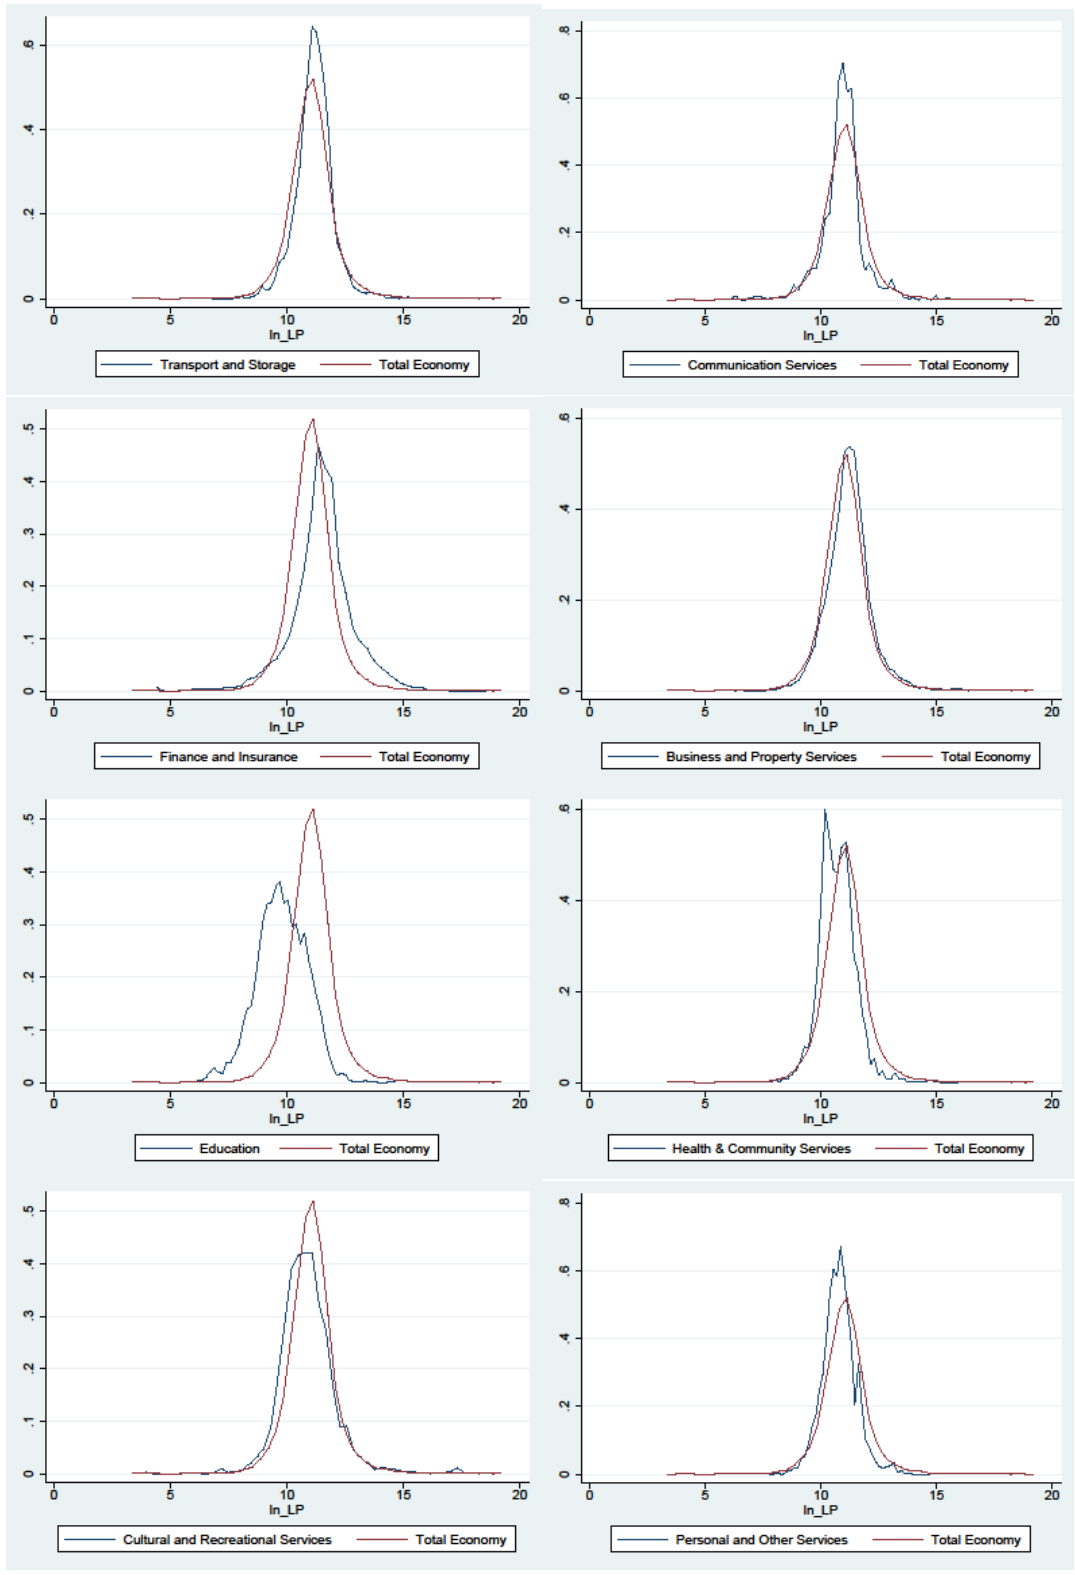 .6
.4
.2
0
0 5 10 15 20
ln_LP
Transport and Storage Total Economy
.8
.6
.4
.2
0
0 5 10 15 20
ln_LP
Communication Services Total Economy
.5
.4
.3
.2
.1
0
0 5 10 15 20
ln_LP
Finance and Insurance Total Economy
.6
.4
.2
0
0 5 10 15 20
ln_LP
Business and Property Services Total Economy
.5
.4
.3
.2
.1
0
0 5 10 15 20
ln_LP
Education Total Economy
.6
.4
.2
0
0 5 10 15 20
ln_LP
Health & Community Services Total Economy
.5
.4
.3
.2
.1
0
0 5 10 15 20
ln_LP
Cultural and Recreational Services Total Economy
.8
.6
.4
.2
0
0 5 10 15 20
ln_LP
Personal and Other Services Total Economy